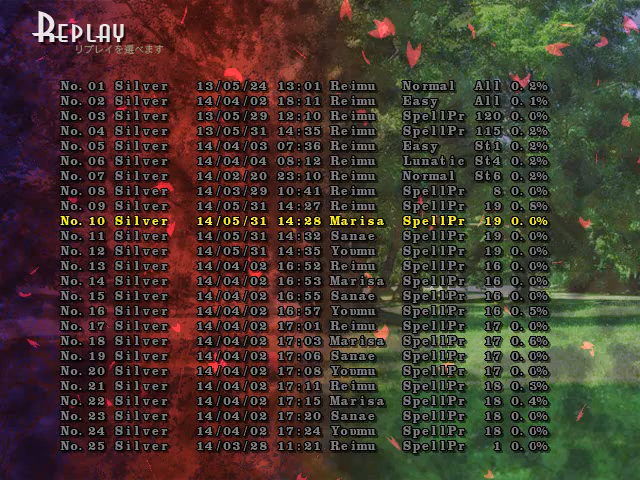 Replay
リプレイを選べます
No. 01 Silver 13/05/24 13:01 Reimu Normal All 0.2%
No. 02 Silver 14/04/02 18:11 Reimu Easy All 0.1%
No. 03 Silver 13/05/29 12:10 Reimu SpellPr 120 0.0%
No. 04 Silver 13/05/31 14:35 Reimu SpellPr 115 0.2%
No. 05 Silver 14/04/03 07:36 Reimu Easy St1 0.2%
No. 06 Silver 14/04/04 08:12 Reimu Lunatic St4 0.2%
No. 07 Silver 14/02/20 23:10 Reimu Normal St6 0.2%
No. 08 Silver 14/03/29 10:41 Reimu SpellPr 8 0.0%
No. 09 Silver 14/05/31 14:27 Reimu SpellPr 19 0.8%
No. 10 Silver 14/05/31 14:28 Marisa SpellPr 19 0.0%
No. 11 Silver 14/05/31 14:32 Sanae SpellPr 19 0.0%
No. 12 Silver 14/05/31 14:35 Youmu SpellPr 19 0.0%
No. 13 Silver 14/04/02 16:52 Reimu SpellPr 16 0.0%
No. 14 Silver 14/04/02 16:53 Marisa SpellPr 16 0.0%
No. 15 Silver 14/04/02 16:55 Sanae SpellPr 16 0.0%
No. 16 Silver 14/04/02 16:57 Youmu SpellPr 16 0.5%
No. 17 Silver 14/04/02 17:01 Reimu SpellPr 17 0.0%
No. 18 Silver 14/04/02 17:03 Marisa SpellPr 17 0.6%
No. 19 Silver 14/04/02 17:06 Sanae SpellPr 17 0.0%
No. 20 Silver 14/04/02 17:08 Youmu SpellPr 17 0.0%
No. 21 Silver 14/04/02 17:11 Reimu SpellPr 18 0.3%
No. 22 Silver 14/04/02 17:15 Marisa SpellPr 18 0.4%
No. 23 Silver 14/04/02 17:20 Sanae SpellPr 18 0.0%
No. 24 Silver 14/04/02 17:24 Youmu SpellPr 18 0.0%
No. 25 Silver 14/03/28 11:21 Reimu SpellPr 1 0.0%